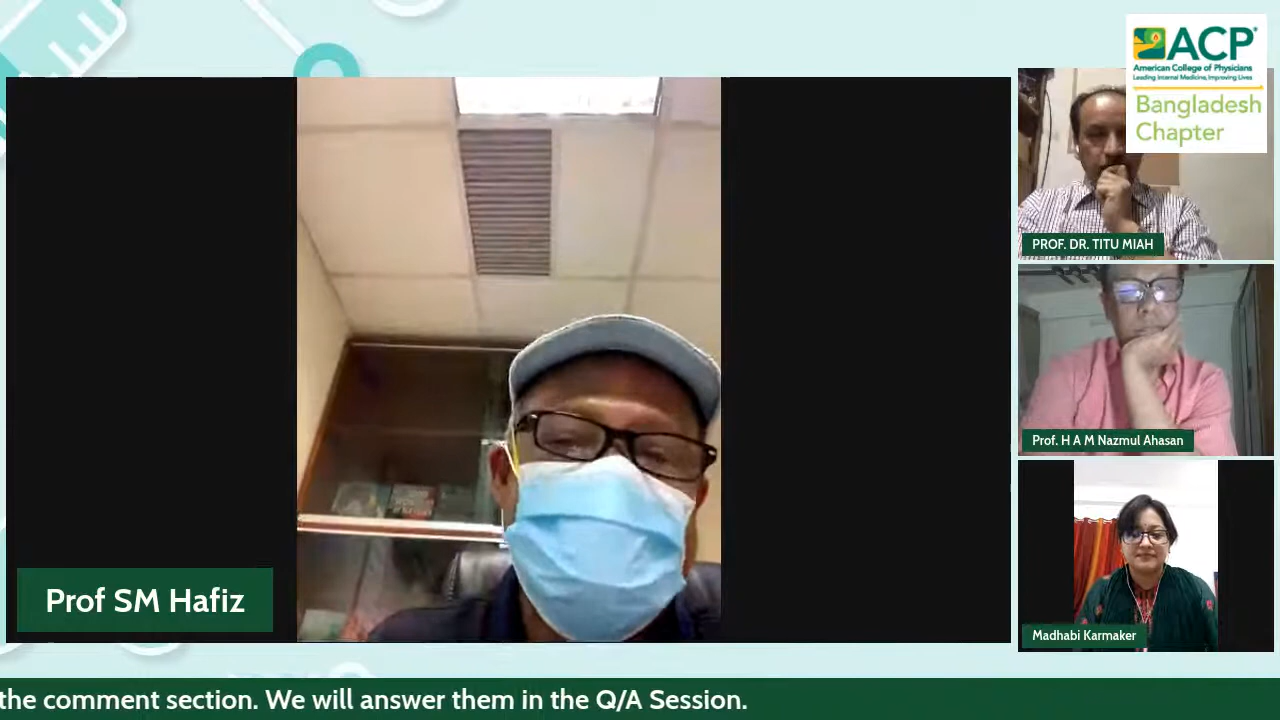 ACP
American College of Physicians
Leading Internal Medicine, Improving Lives
Bangladesh
Chapter
PROF. DR. TITU MIAH
Prof. H A M Nazmul Ahasan
Madhabi Karmaker
Prof SM Hafiz
the comment section. We will answer them in the Q/A Session.